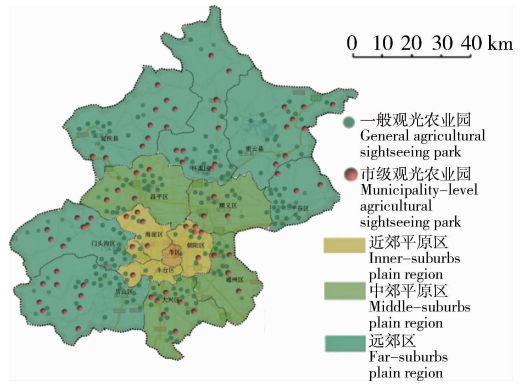 0 10 20 30 40 km
一般观光农业园
General agricultural
sightseeing park
市级观光农业园
Municipality-level
agricultural
sightseeing park
近郊平原区
Inner-suburbs
plain region
中郊平原区
Middle-suburbs
plain region
远郊区
Far-suburbs
plain region
延庆县
怀柔区
密云县
昌平区
顺义区
平谷区
门头沟区
海淀区
朝阳区
丰台区
通州区
房山区
大兴区